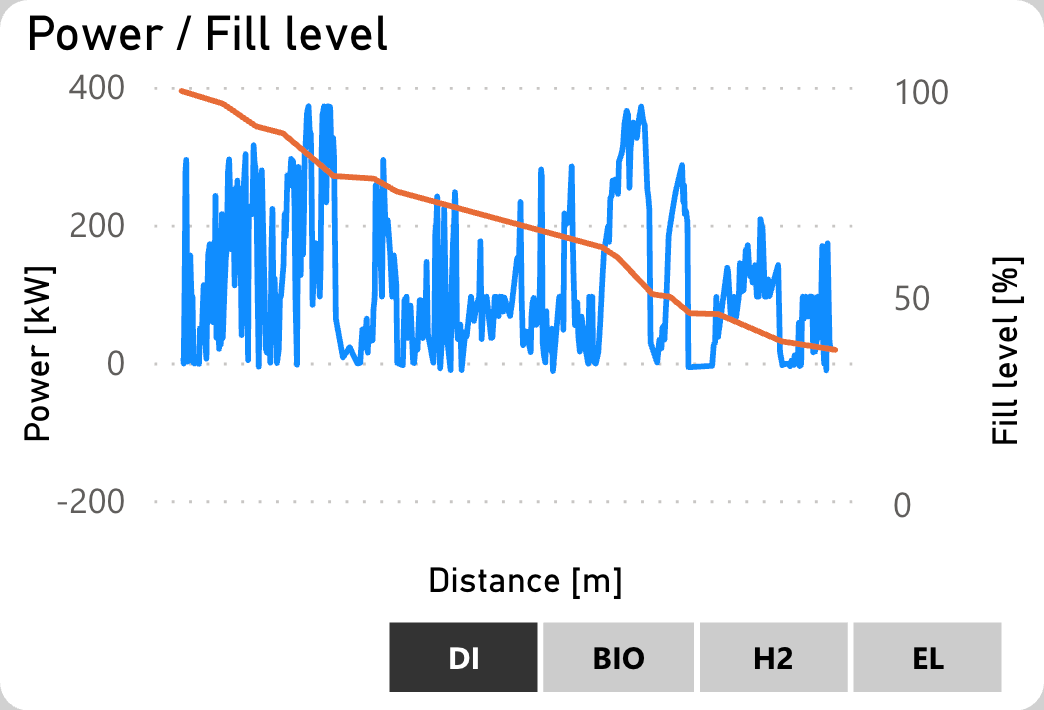 Power / Fill level
400
200
0
-200
Power [kW]
100
50
0
Fill level [%]
Distance [m]
DI
BIO
H2
EL